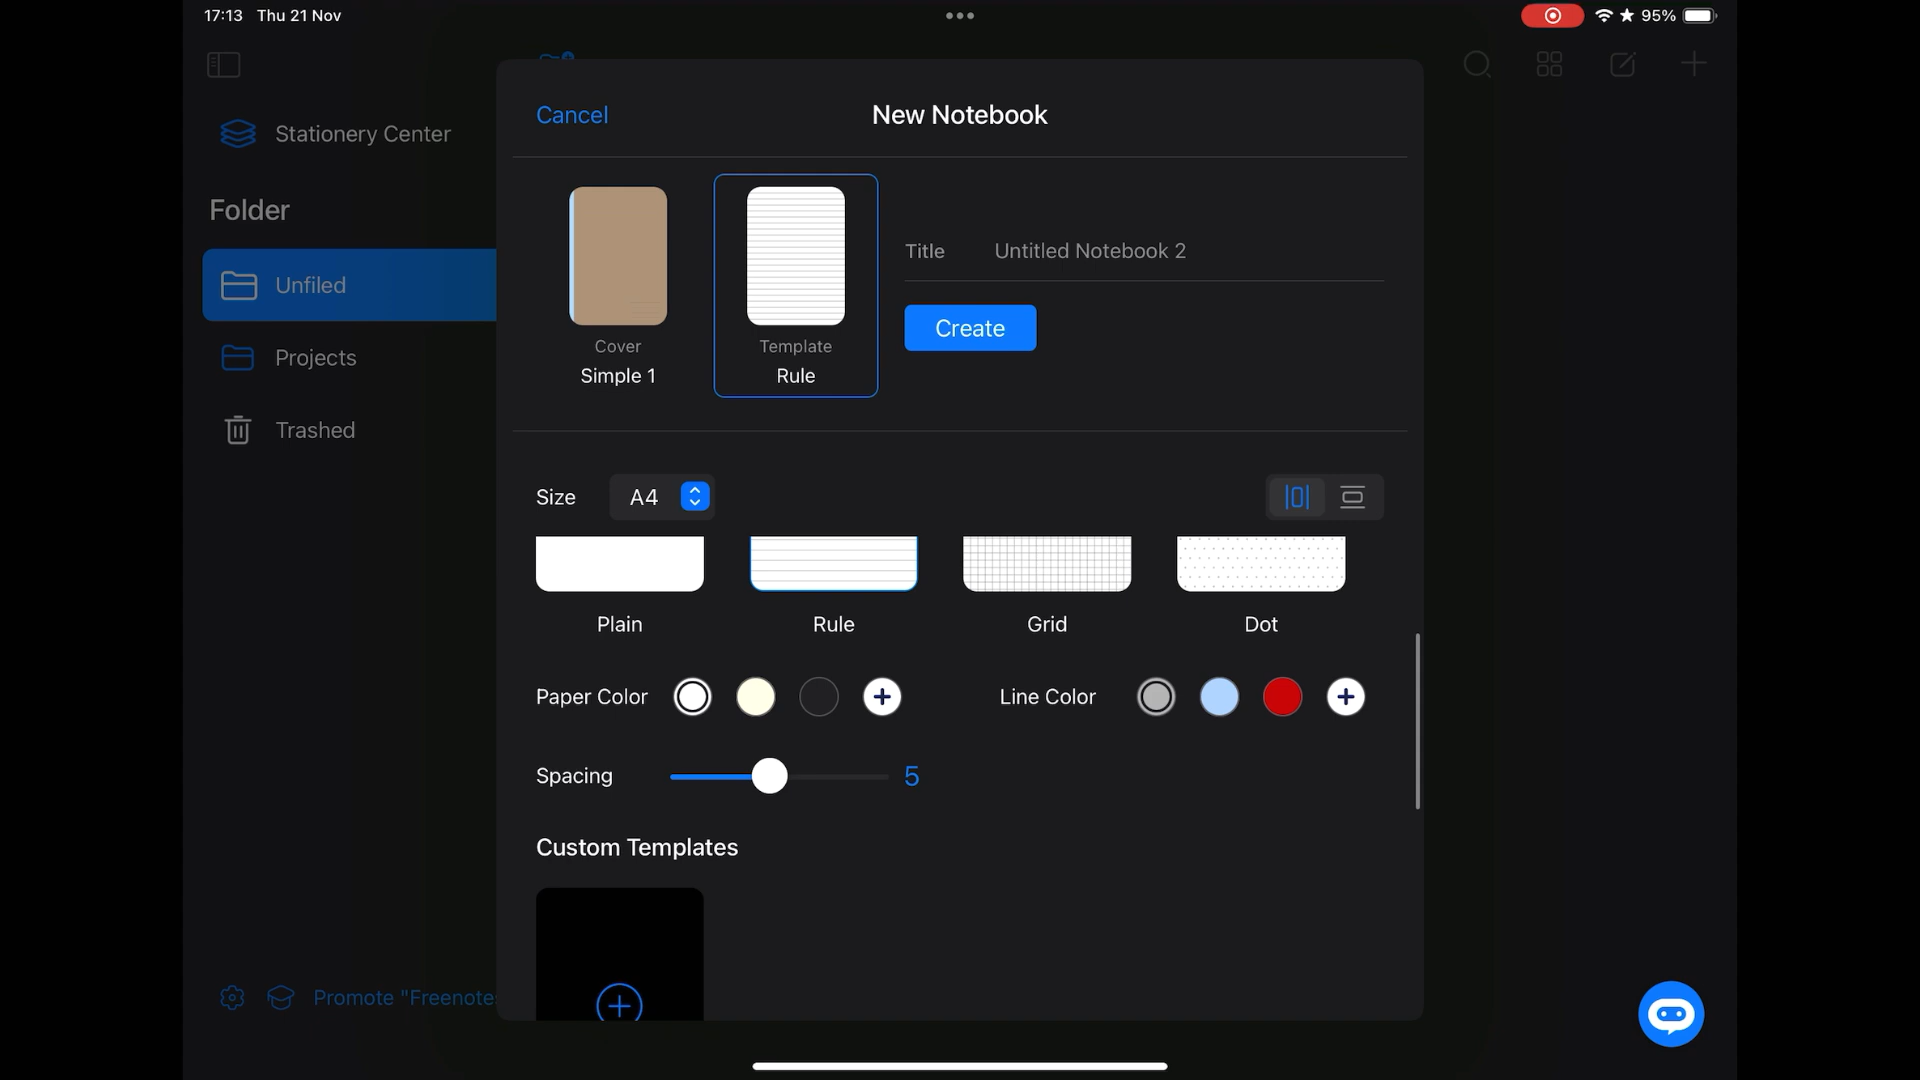 17:13 Thu 21 Nov
95%
Cancel
New Notebook
Stationery Center
Folder
Unfiled
Projects
Trashed
Cover
Simple 1
Template
Rule
Title Untitled Notebook 2
Create
Size A4
Plain
Rule
Grid
Dot
Paper Color
Line Color
Spacing 5
Custom Templates
Promote "Freenote